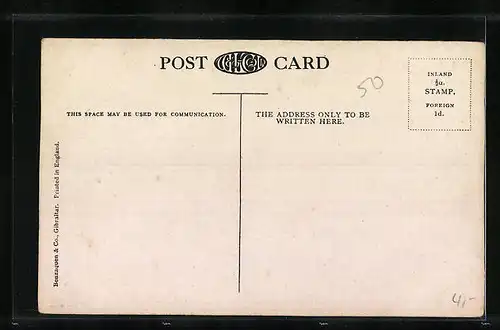 POST CARD
50
INLAND
½d.
STAMP.
FOREIGN
1d.
THIS SPACE MAY BE USED FOR COMMUNICATION.
THE ADDRESS ONLY TO BE
WRITTEN HERE.
Benzaquen & Co., Gibraltar. Printed in England.